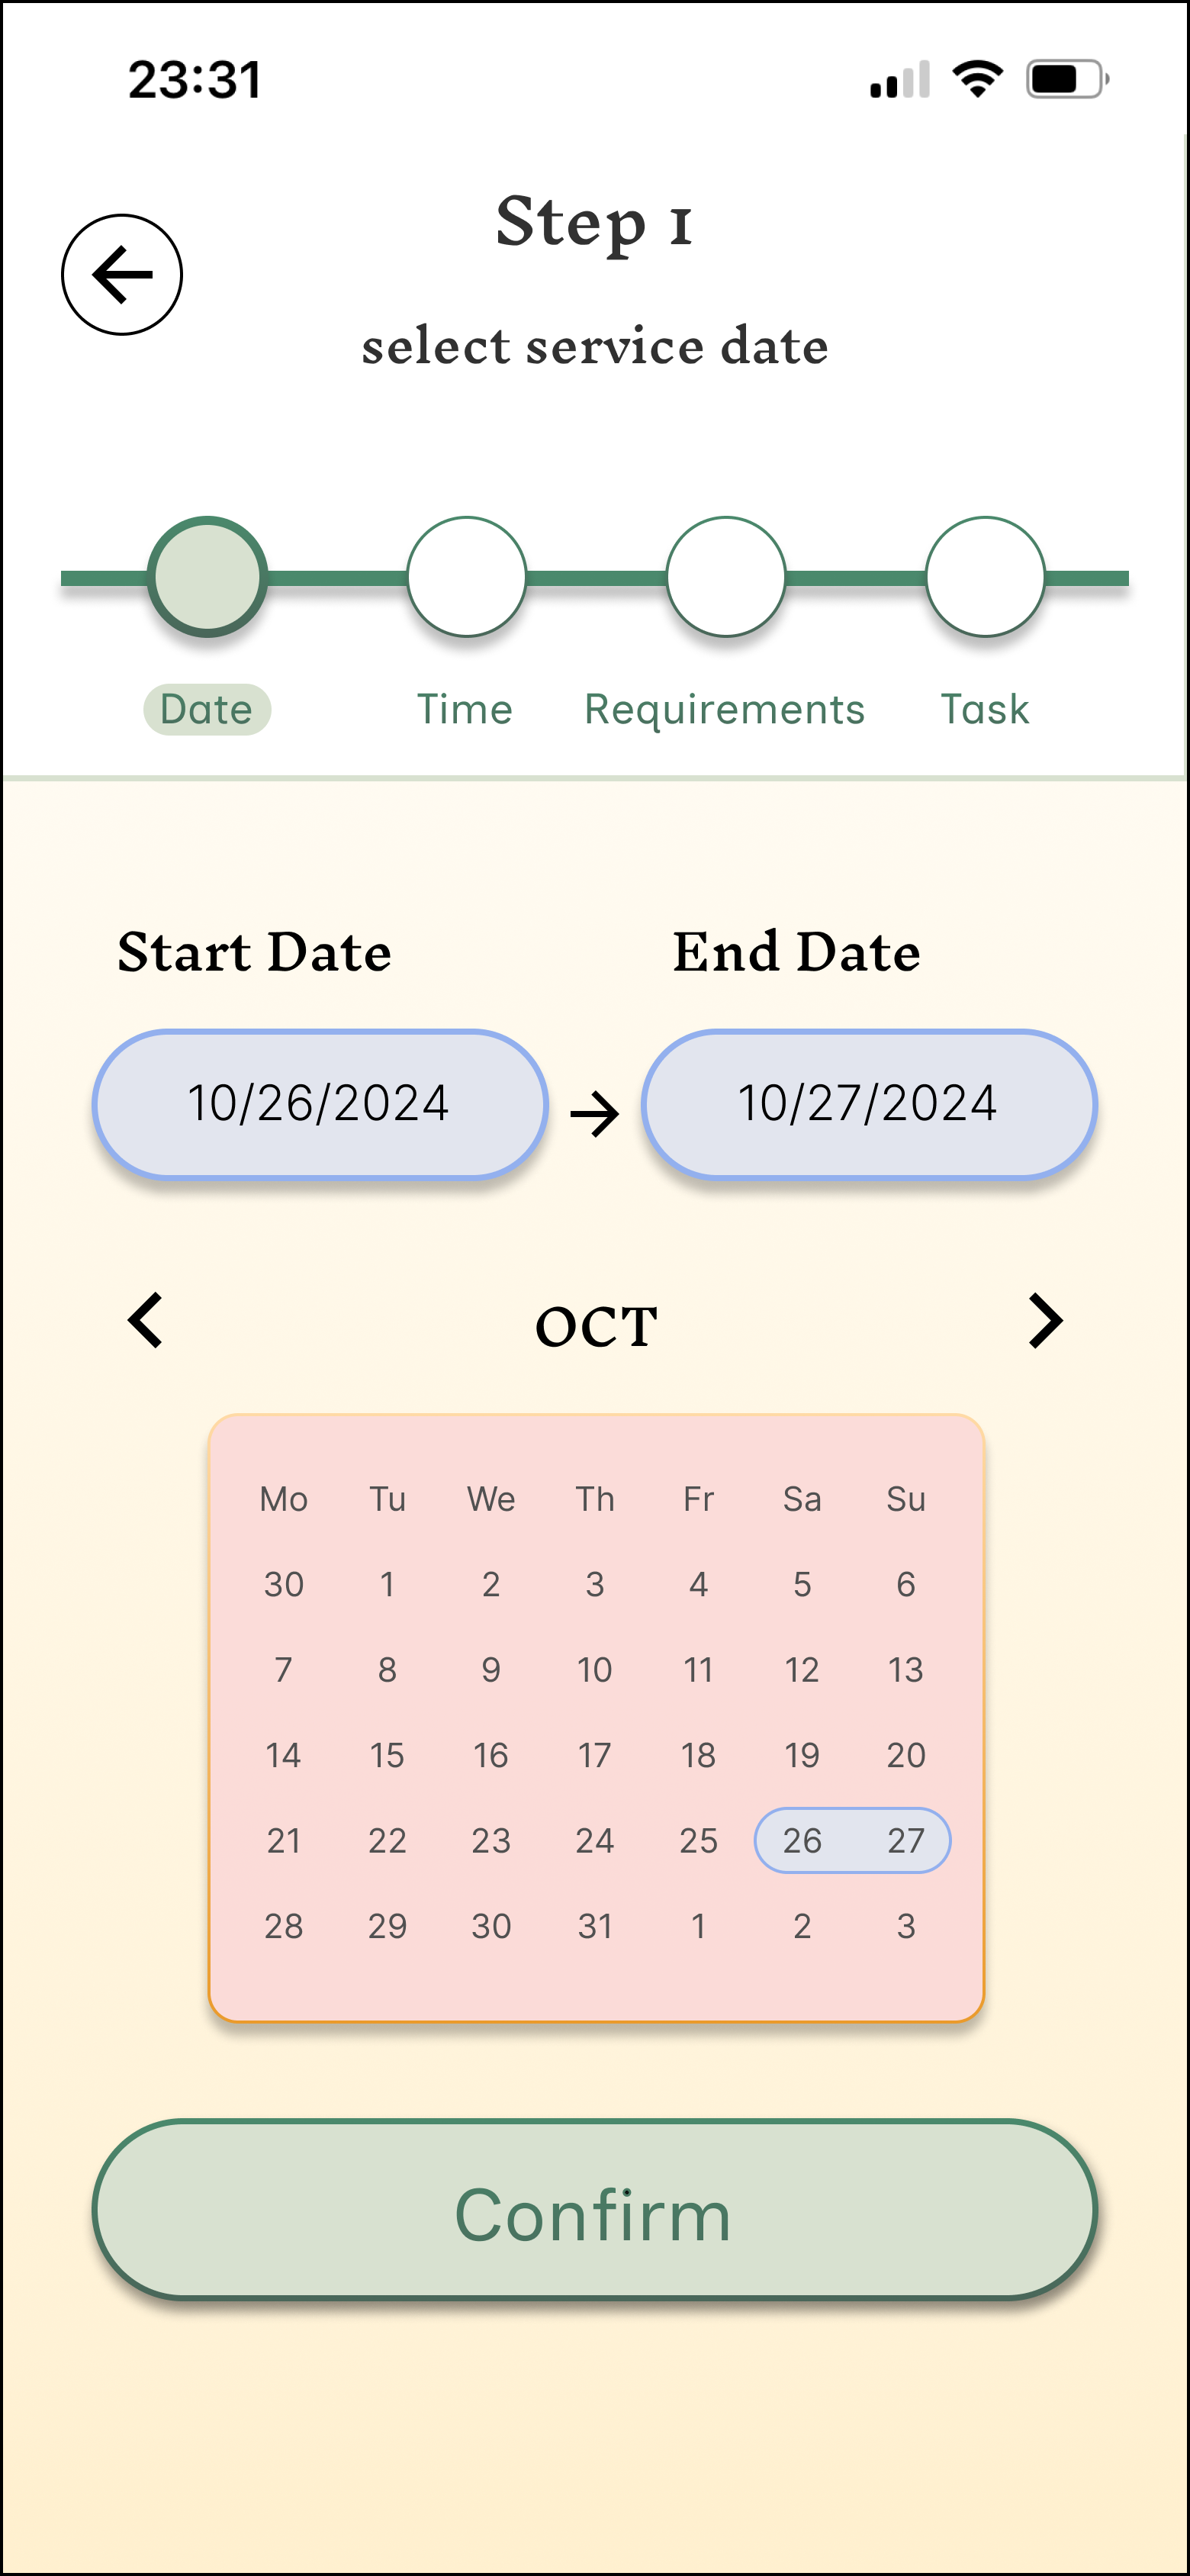 23:31
Step 1
select service date
Date Time Requirements Task
Start Date End Date
10/26/2024 10/27/2024
OCT
Mo Tu We Th Fr Sa Su
30 1 2 3 4 5 6
7 8 9 10 11 12 13
14 15 16 17 18 19 20
21 22 23 24 25 26 27
28 29 30 31 1 2 3
Confirm